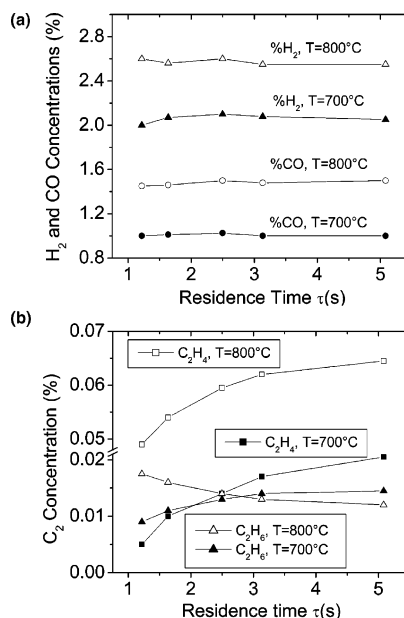 (a)
3.0
2.6
2.2
1.8
1.4
1.0
H₂ and CO Concentrations (%)
%H₂, T=800°C
%H₂, T=700°C
%CO, T=800°C
%CO, T=700°C
1 2 3 4 5
Residence Time τ(s)
(b)
0.07
0.06
0.05
0.02
0.01
0.00
C₂ Concentration (%)
C₂H₄, T=800°C
C₂H₄, T=700°C
C₂H₆, T=800°C
C₂H₆, T=700°C
1 2 3 4 5
Residence time τ(s)